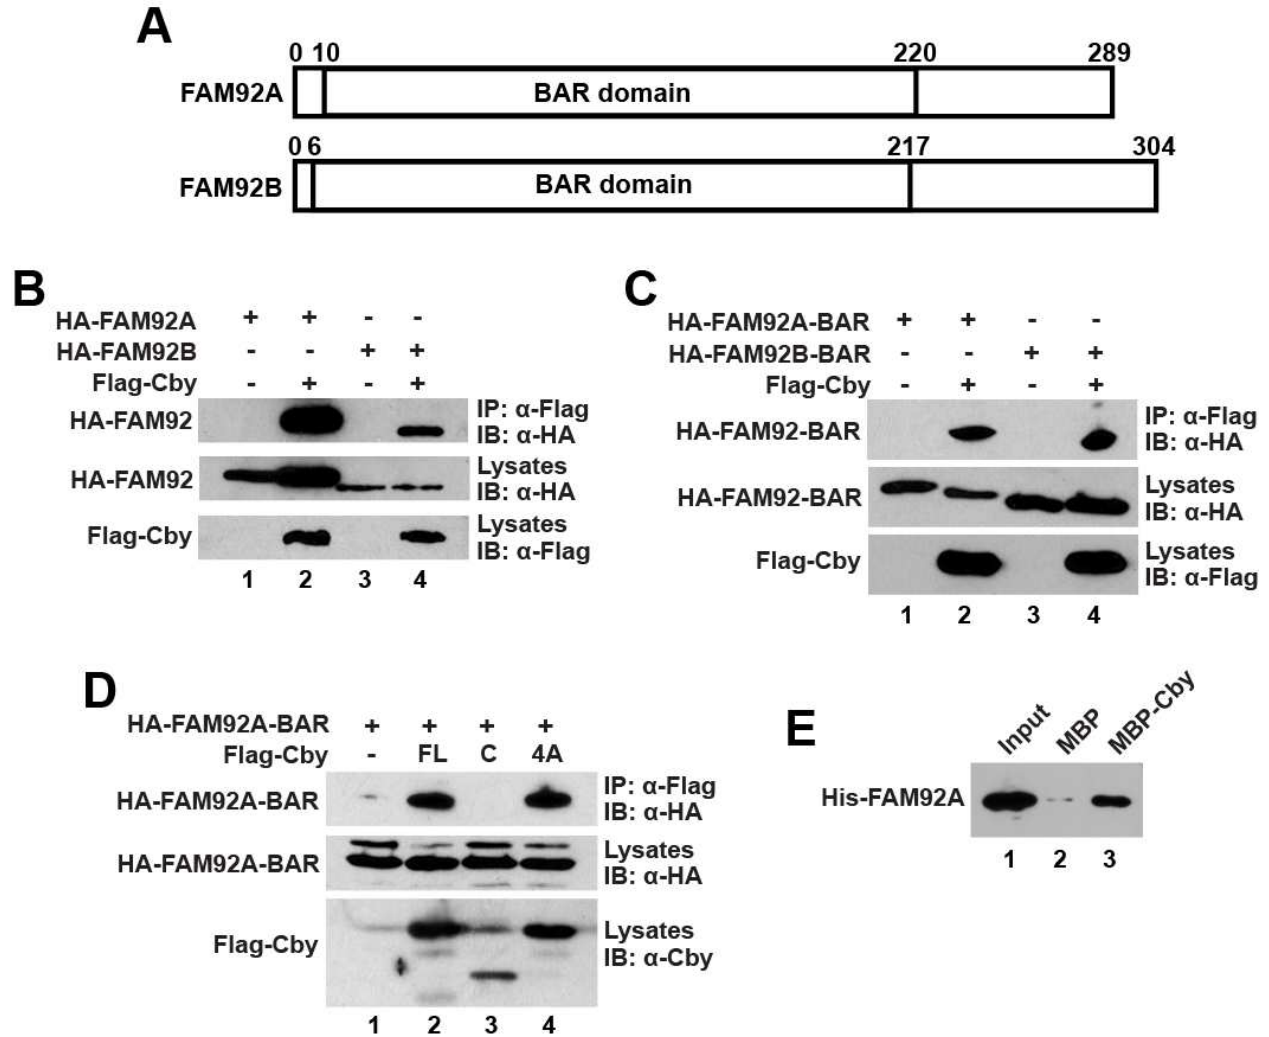 A
0 10 220 289
FAM92A BAR domain
0 6 217 304
FAM92B BAR domain
B
HA-FAM92A + + - -
HA-FAM92B - - + +
Flag-Cby - + - +
HA-FAM92 IP: α-Flag
IB: α-HA
HA-FAM92 Lysates
IB: α-HA
Flag-Cby Lysates
IB: α-Flag
1 2 3 4
C
HA-FAM92A-BAR + + - -
HA-FAM92B-BAR - - + +
Flag-Cby - + - +
HA-FAM92-BAR IP: α-Flag
IB: α-HA
HA-FAM92-BAR Lysates
IB: α-HA
Flag-Cby Lysates
IB: α-Flag
1 2 3 4
D
HA-FAM92A-BAR + + + +
Flag-Cby - FL C 4A
HA-FAM92A-BAR IP: α-Flag
IB: α-HA
HA-FAM92A-BAR Lysates
IB: α-HA
Flag-Cby Lysates
IB: α-Cby
1 2 3 4
E
Input MBP MBP-Cby
His-FAM92A
1 2 3